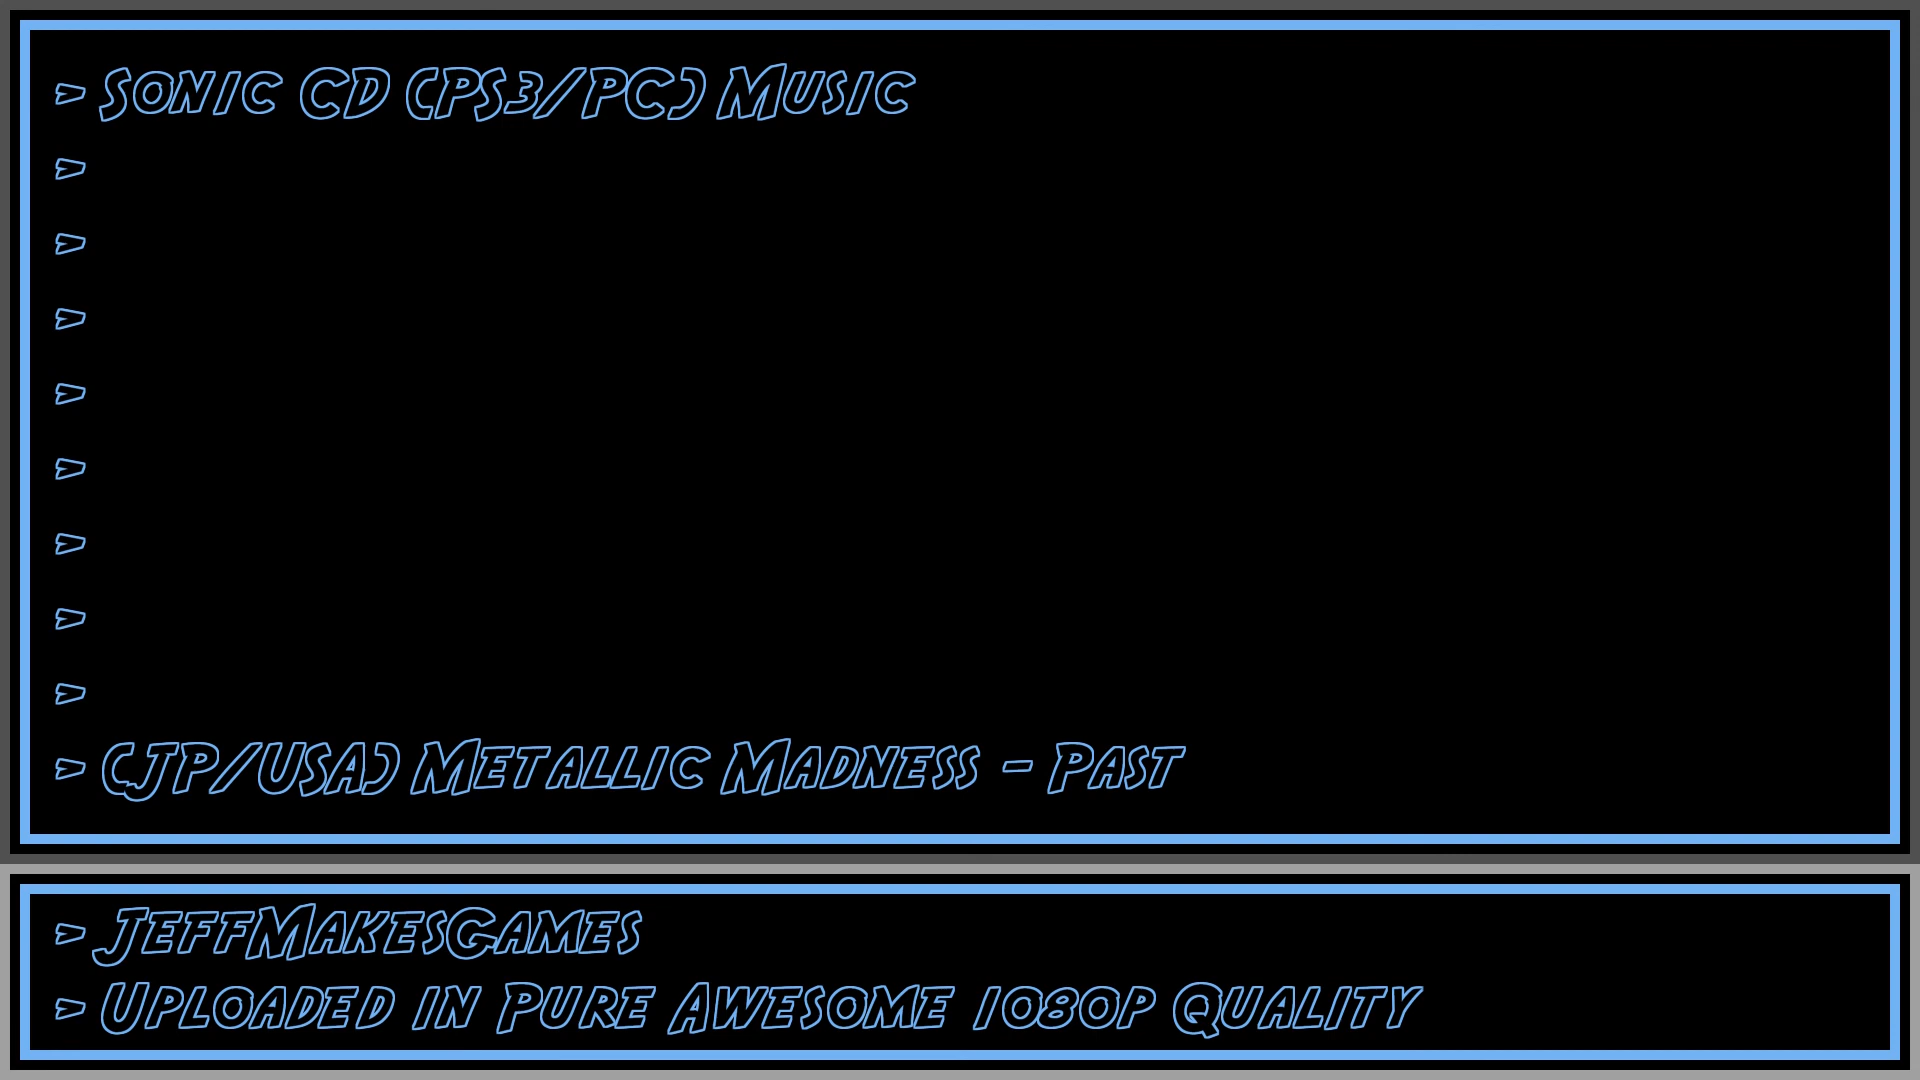 > Sonic CD (PS3/PC) Music
>
>
>
>
>
>
>
>
> (JP/USA) Metallic Madness - Past
> JeffMakesGames
> Uploaded in Pure Awesome 1080p Quality